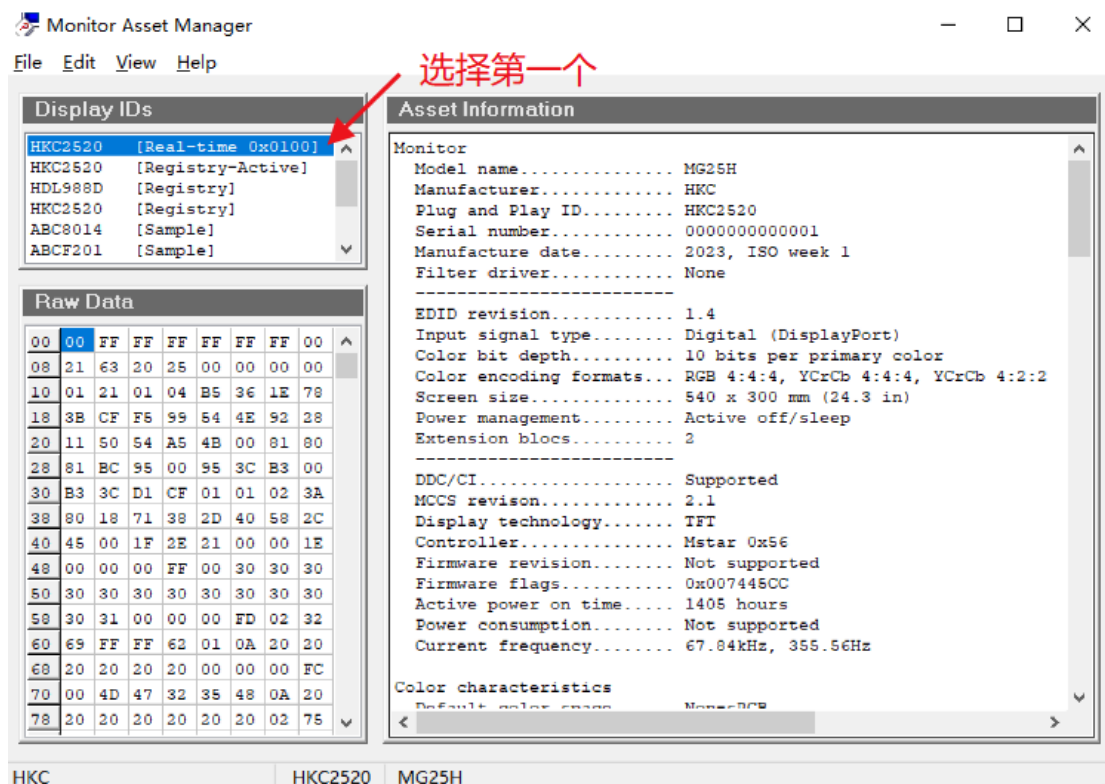 Monitor Asset Manager
File Edit View Help
选择第一个
Display IDs
HKC2520 [Real-time 0x0100]
HKC2520 [Registry-Active]
HDL988D [Registry]
HKC2520 [Registry]
ABC8014 [Sample]
ABCF201 [Sample]
Raw Data
00 00 FF FF FF FF FF FF 00
08 21 63 20 25 00 00 00 00
10 01 21 01 04 B5 36 1E 78
18 3B CF F5 99 54 4E 92 28
20 11 50 54 A5 4B 00 81 80
28 81 BC 95 00 95 3C B3 00
30 B3 3C D1 CF 01 01 02 3A
38 80 18 71 38 2D 40 58 2C
40 45 00 1F 2E 21 00 00 1E
48 00 00 00 FF 00 30 30 30
50 30 30 30 30 30 30 30 30
58 30 31 00 00 00 FD 02 32
60 69 FF FF 62 01 0A 20 20
68 20 20 20 20 00 00 00 FC
70 00 4D 47 32 35 48 0A 20
78 20 20 20 20 20 20 02 75
Asset Information
Monitor
Model name............... MG25H
Manufacturer............. HKC
Plug and Play ID......... HKC2520
Serial number............ 0000000000001
Manufacture date......... 2023, ISO week 1
Filter driver............ None
-------------------------
EDID revision............ 1.4
Input signal type........ Digital (DisplayPort)
Color bit depth.......... 10 bits per primary color
Color encoding formats... RGB 4:4:4, YCrCb 4:4:4, YCrCb 4:2:2
Screen size.............. 540 x 300 mm (24.3 in)
Power management......... Active off/sleep
Extension blocs.......... 2
-------------------------
DDC/CI................... Supported
MCCS revison............. 2.1
Display technology....... TFT
Controller............... Mstar 0x56
Firmware revision........ Not supported
Firmware flags........... 0x007445CC
Active power on time..... 1405 hours
Power consumption........ Not supported
Current frequency........ 67.84kHz, 355.56Hz
Color characteristics
Default color space
HKC HKC2520 MG25H